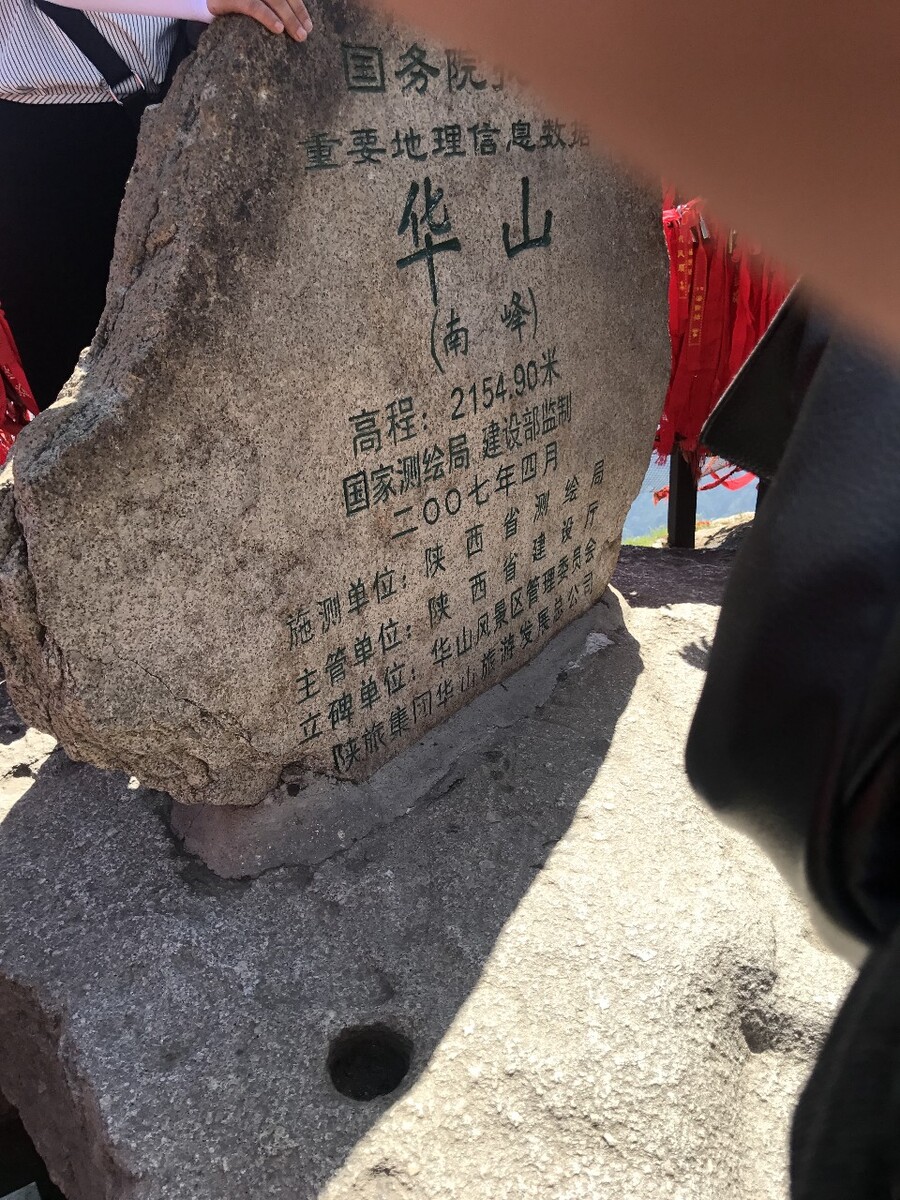 国务院
重要地理信息数据
华山
(南峰)
高程：2154.90米
国家测绘局 建设部监制
二〇〇七年四月
施测单位：陕西省测绘局
主管单位：陕西省建设厅
立碑单位：华山风景区管理委员会
陕旅集团华山旅游发展总公司